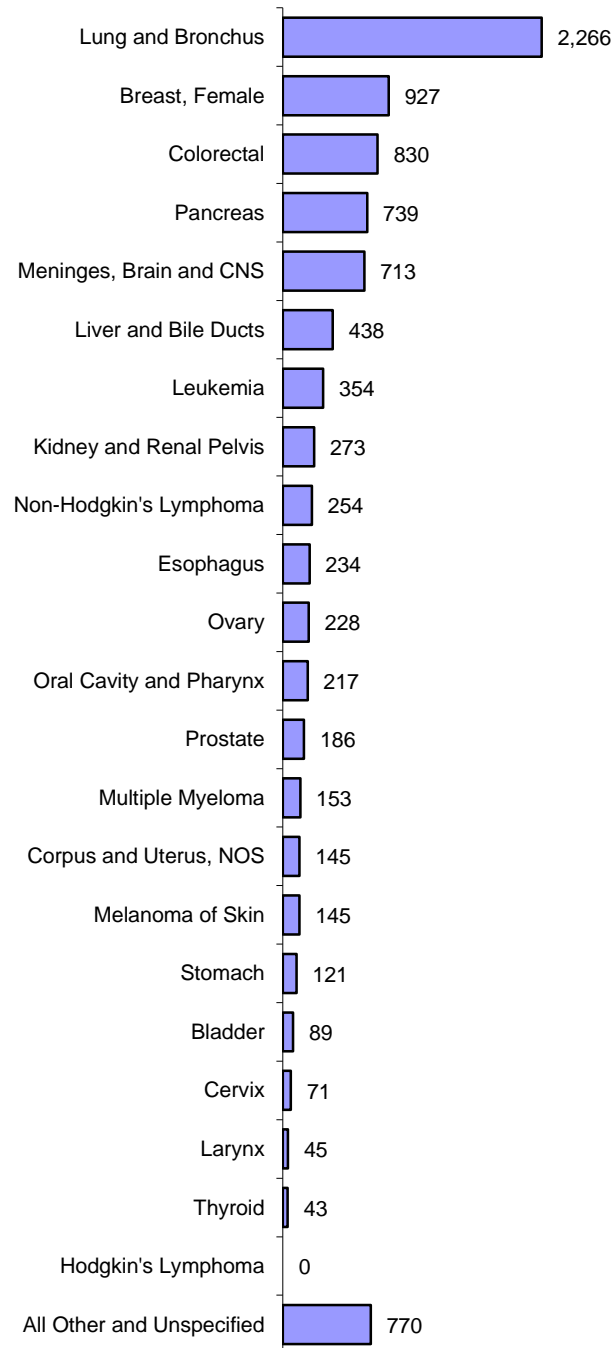 Lung and Bronchus 2,266
Breast, Female 927
Colorectal 830
Pancreas 739
Meninges, Brain and CNS 713
Liver and Bile Ducts 438
Leukemia 354
Kidney and Renal Pelvis 273
Non-Hodgkin's Lymphoma 254
Esophagus 234
Ovary 228
Oral Cavity and Pharynx 217
Prostate 186
Multiple Myeloma 153
Corpus and Uterus, NOS 145
Melanoma of Skin 145
Stomach 121
Bladder 89
Cervix 71
Larynx 45
Thyroid 43
Hodgkin's Lymphoma 0
All Other and Unspecified 770